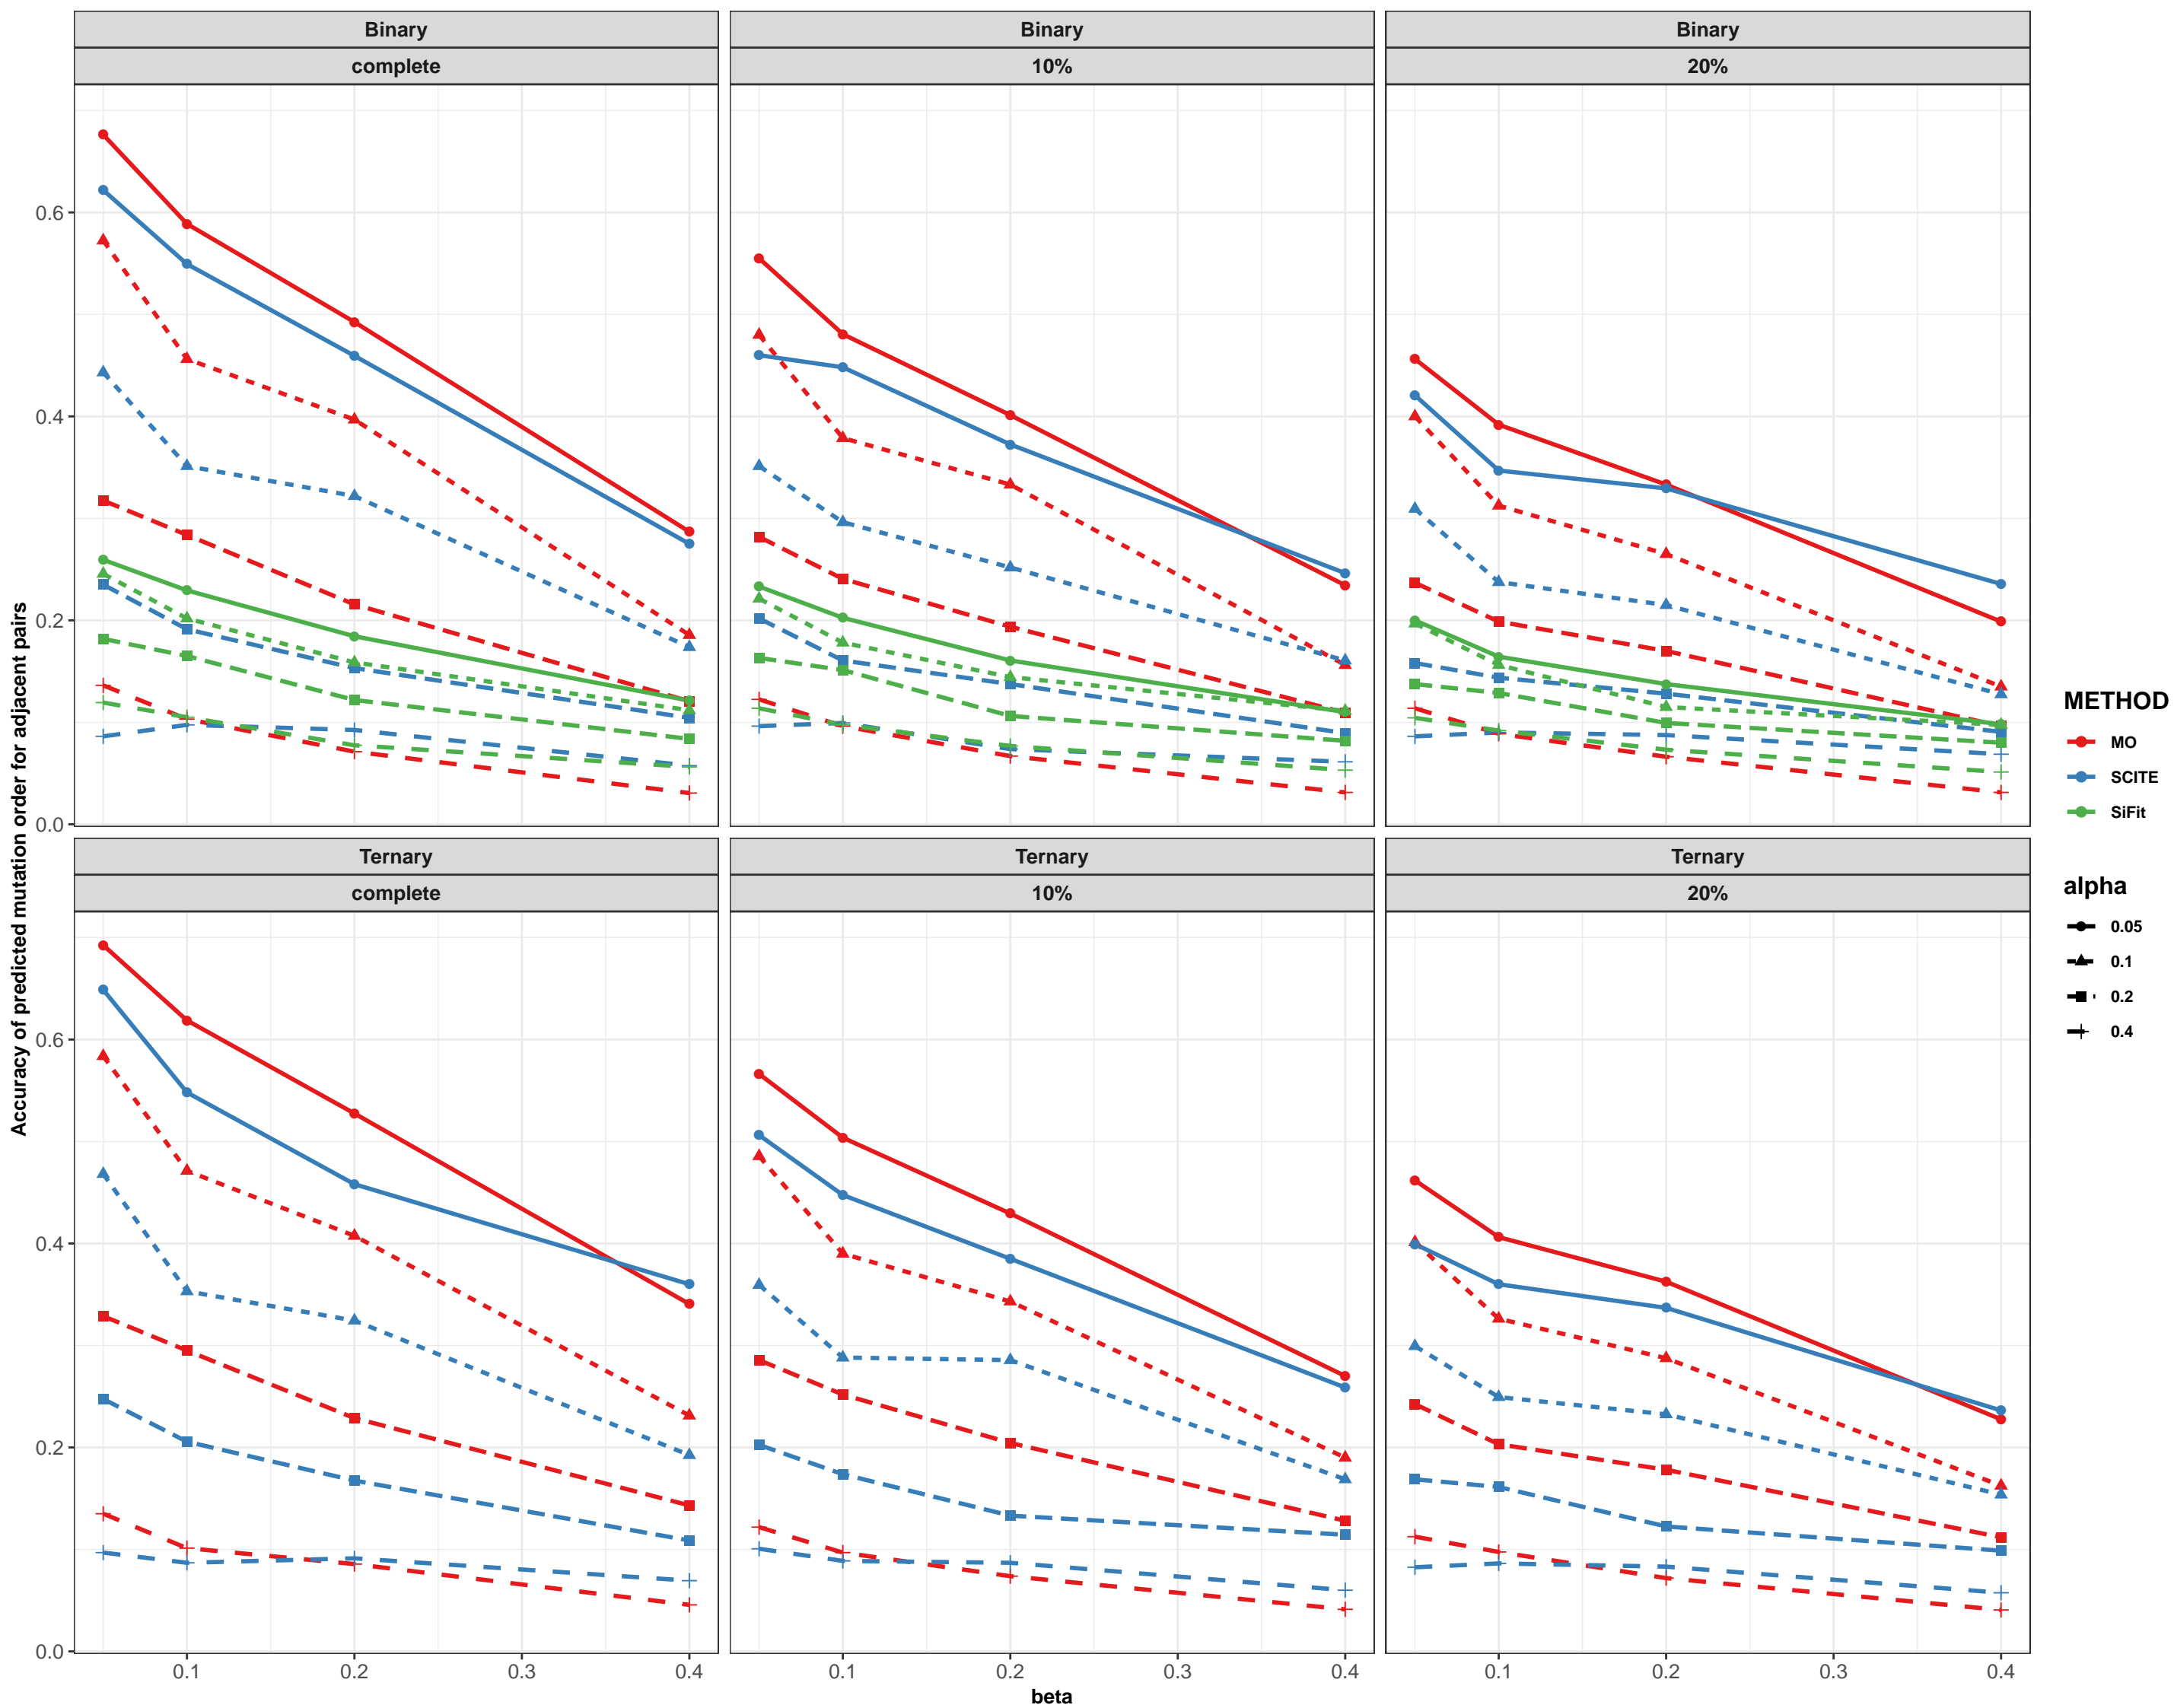 Binary
Binary
Binary
complete
10%
20%
0.6
0.4
0.2
0.0
Accuracy of predicted mutation order for adjacent pairs
METHOD
MO
SCITE
SiFit
alpha
0.05
0.1
0.2
0.4
Ternary
Ternary
Ternary
complete
10%
20%
0.6
0.4
0.2
0.0
0.1 0.2 0.3 0.4
0.1 0.2 0.3 0.4
0.1 0.2 0.3 0.4
beta